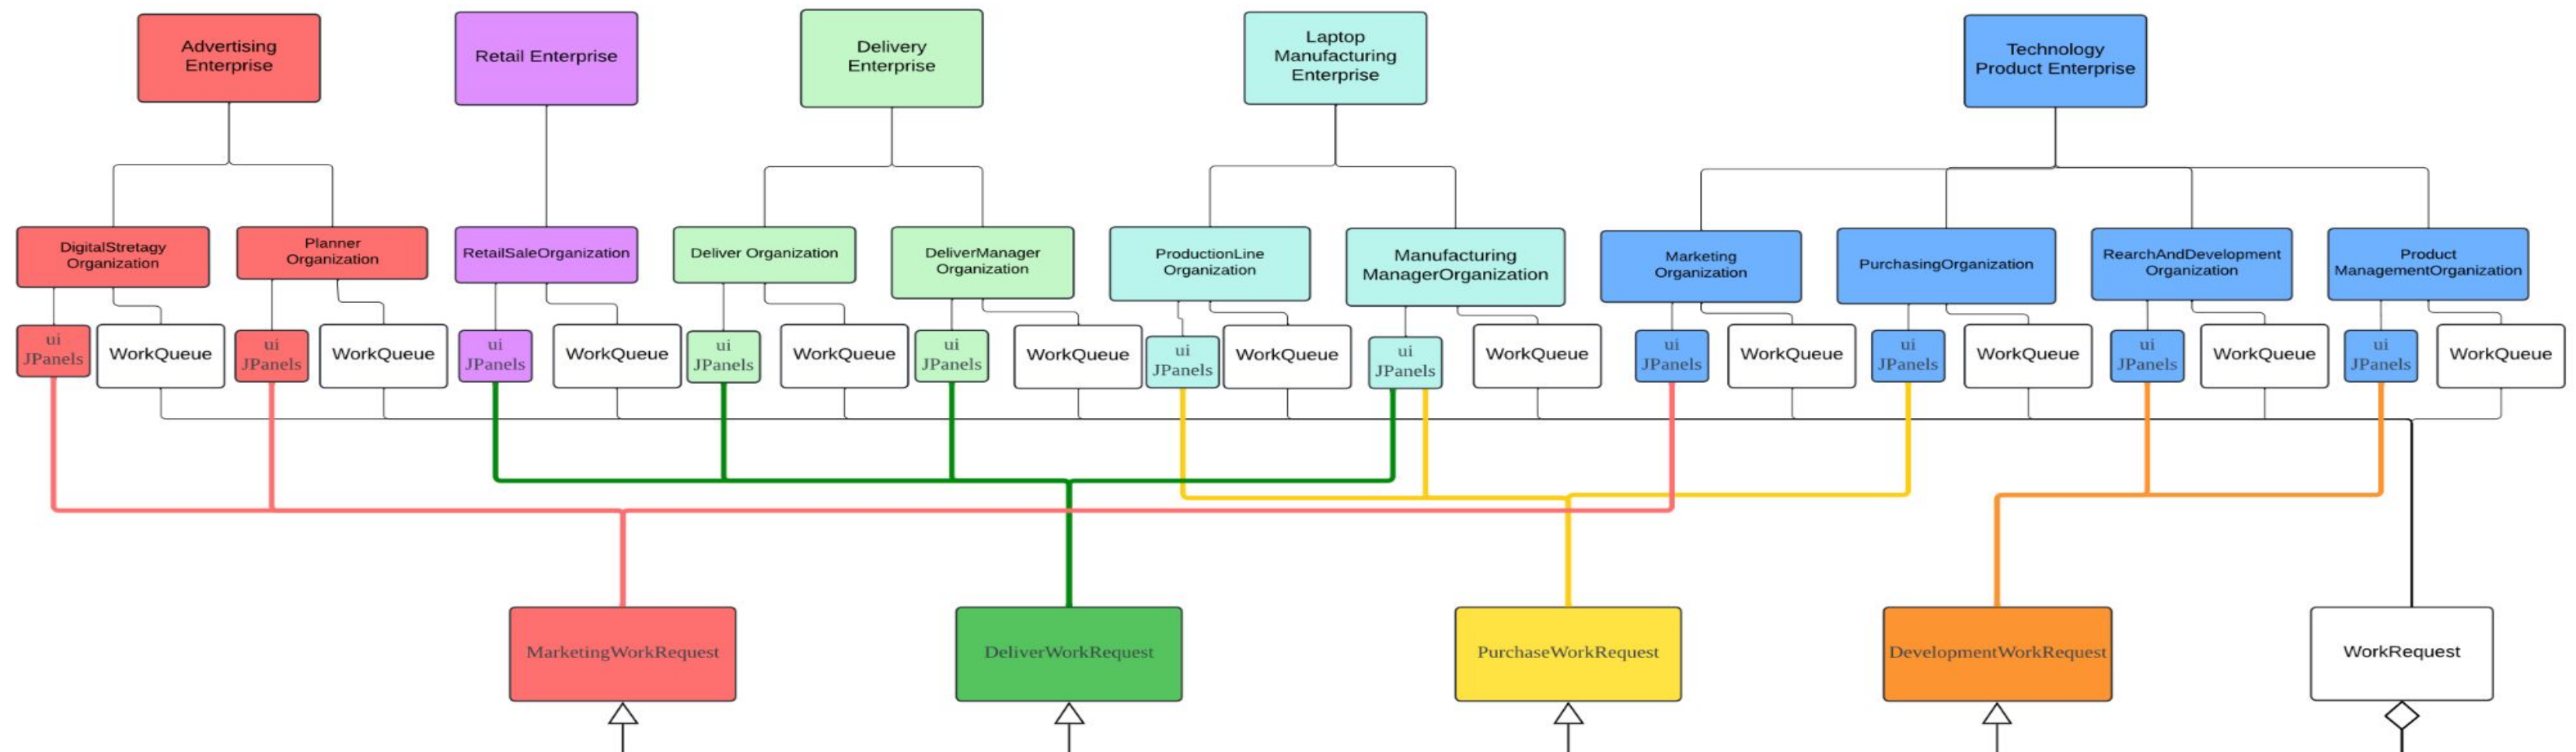 Advertising
Enterprise
Retail Enterprise
Delivery
Enterprise
Laptop
Manufacturing
Enterprise
Technology
Product Enterprise
DigitalStretagy
Organization
Planner
Organization
RetailSaleOrganization
Deliver Organization
DeliverManager
Organization
ProductionLine
Organization
Manufacturing
ManagerOrganization
Marketing
Organization
PurchasingOrganization
RearchAndDevelopment
Organization
Product
ManagementOrganization
ui
JPanels
WorkQueue
ui
JPanels
WorkQueue
ui
JPanels
WorkQueue
ui
JPanels
WorkQueue
ui
JPanels
WorkQueue
ui
JPanels
WorkQueue
ui
JPanels
WorkQueue
ui
JPanels
WorkQueue
ui
JPanels
WorkQueue
ui
JPanels
WorkQueue
ui
JPanels
WorkQueue
MarketingWorkRequest
DeliverWorkRequest
PurchaseWorkRequest
DevelopmentWorkRequest
WorkRequest